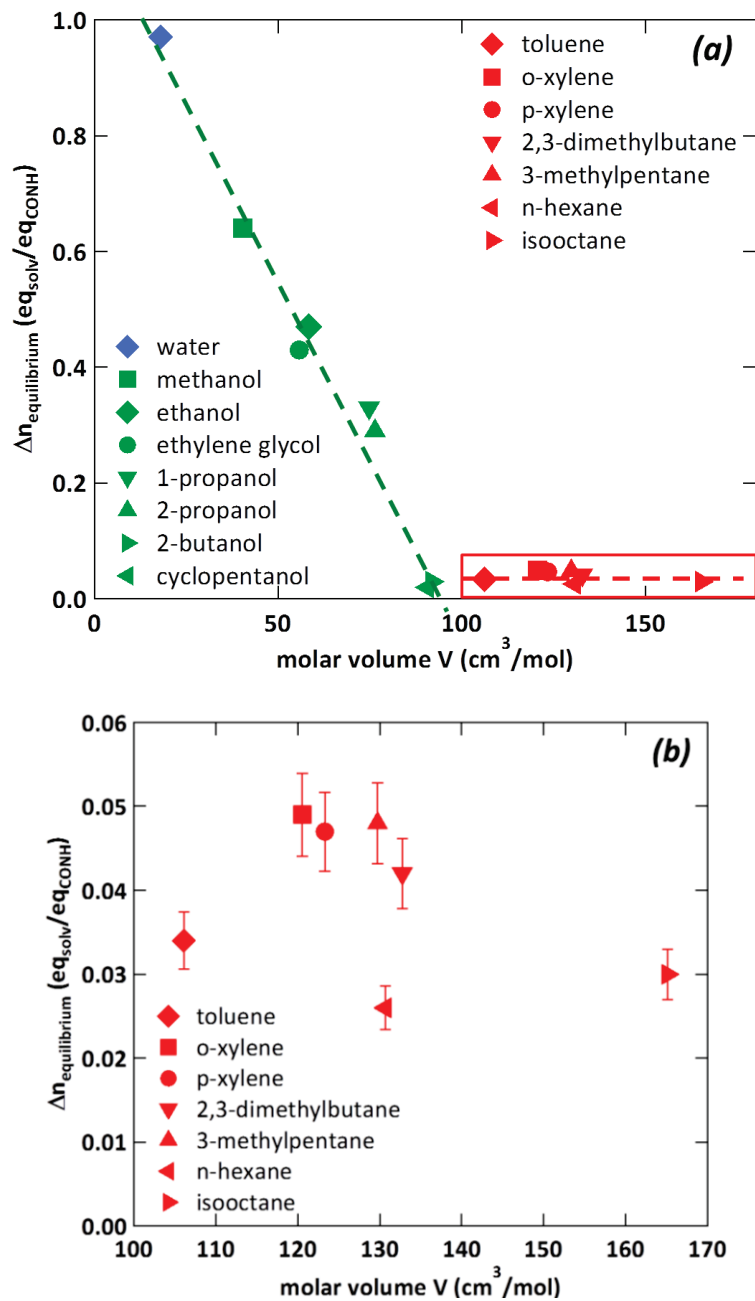 (a)
1.0
0.8
0.6
0.4
0.2
0.0
Δn_equilibrium (eq_solv/eq_CONH)
toluene
o-xylene
p-xylene
2,3-dimethylbutane
3-methylpentane
n-hexane
isooctane
water
methanol
ethanol
ethylene glycol
1-propanol
2-propanol
2-butanol
cyclopentanol
0 50 100 150
molar volume V (cm³/mol)
(b)
0.06
0.05
0.04
0.03
0.02
0.01
0.00
Δn_equilibrium (eq_solv/eq_CONH)
toluene
o-xylene
p-xylene
2,3-dimethylbutane
3-methylpentane
n-hexane
isooctane
100 110 120 130 140 150 160 170
molar volume V (cm³/mol)